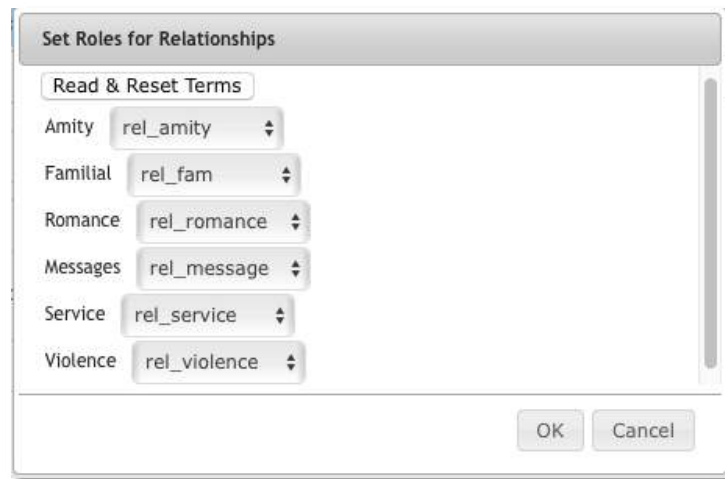 Set Roles for Relationships
Read & Reset Terms
Amity rel_amity
Familial rel_fam
Romance rel_romance
Messages rel_message
Service rel_service
Violence rel_violence
OK Cancel